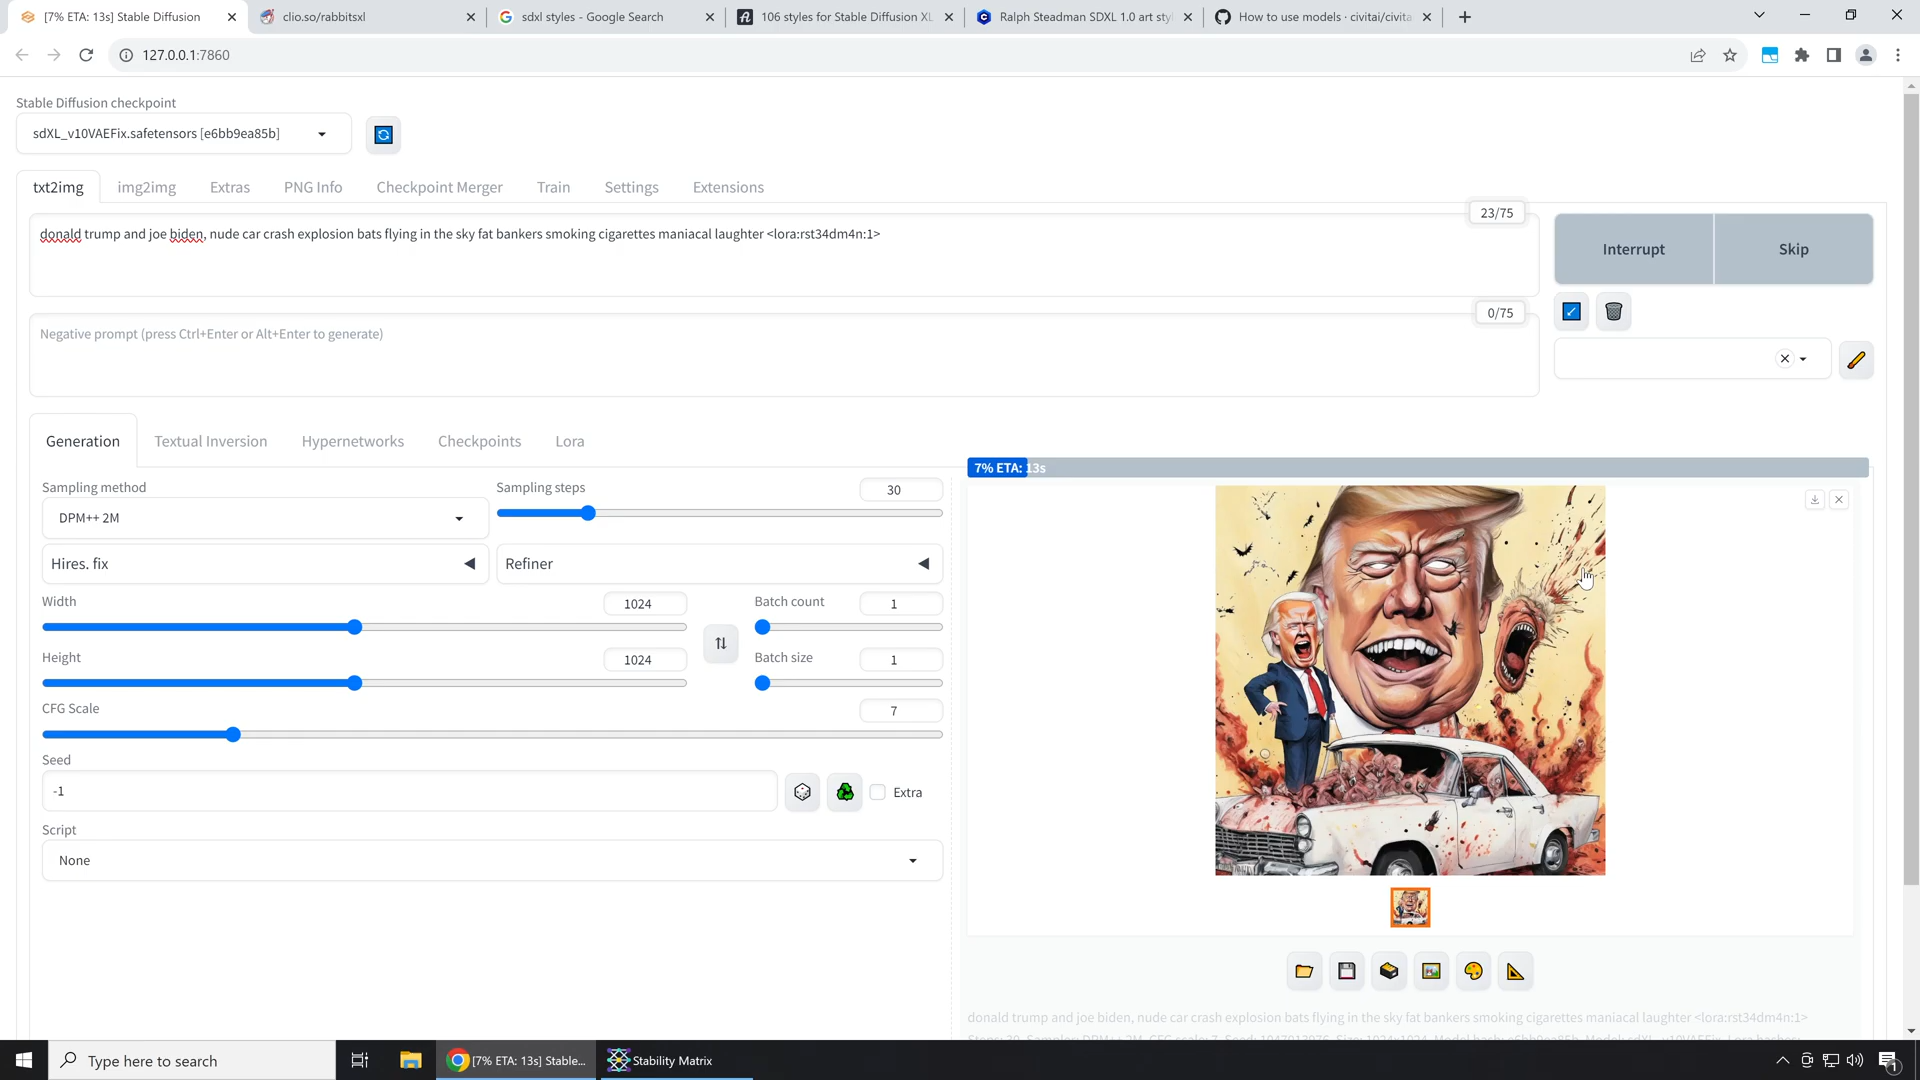 [7% ETA: 13s] Stable Diffusion
clio.so/rabbitsxl
sdxl styles - Google Search
106 styles for Stable Diffusion XL
Ralph Steadman SDXL 1.0 art sty
How to use models · civitai/civita
127.0.0.1:7860
Stable Diffusion checkpoint
sdXL_v10VAEFix.safetensors [e6bb9ea85b]
txt2img
img2img
Extras
PNG Info
Checkpoint Merger
Train
Settings
Extensions
23/75
donald trump and joe biden, nude car crash explosion bats flying in the sky fat bankers smoking cigarettes maniacal laughter <lora:rst34dm4n:1>
Interrupt
Skip
0/75
Negative prompt (press Ctrl+Enter or Alt+Enter to generate)
Generation
Textual Inversion
Hypernetworks
Checkpoints
Lora
7% ETA: 13s
Sampling method
DPM++ 2M
Sampling steps
30
Hires. fix
Refiner
Width
1024
Batch count
1
Height
1024
Batch size
1
CFG Scale
7
Seed
-1
Extra
Script
None
donald trump and joe biden, nude car crash explosion bats flying in the sky fat bankers smoking cigarettes maniacal laughter <lora:rst34dm4n:1>
Type here to search
[7% ETA: 13s] Stable...
Stability Matrix
1